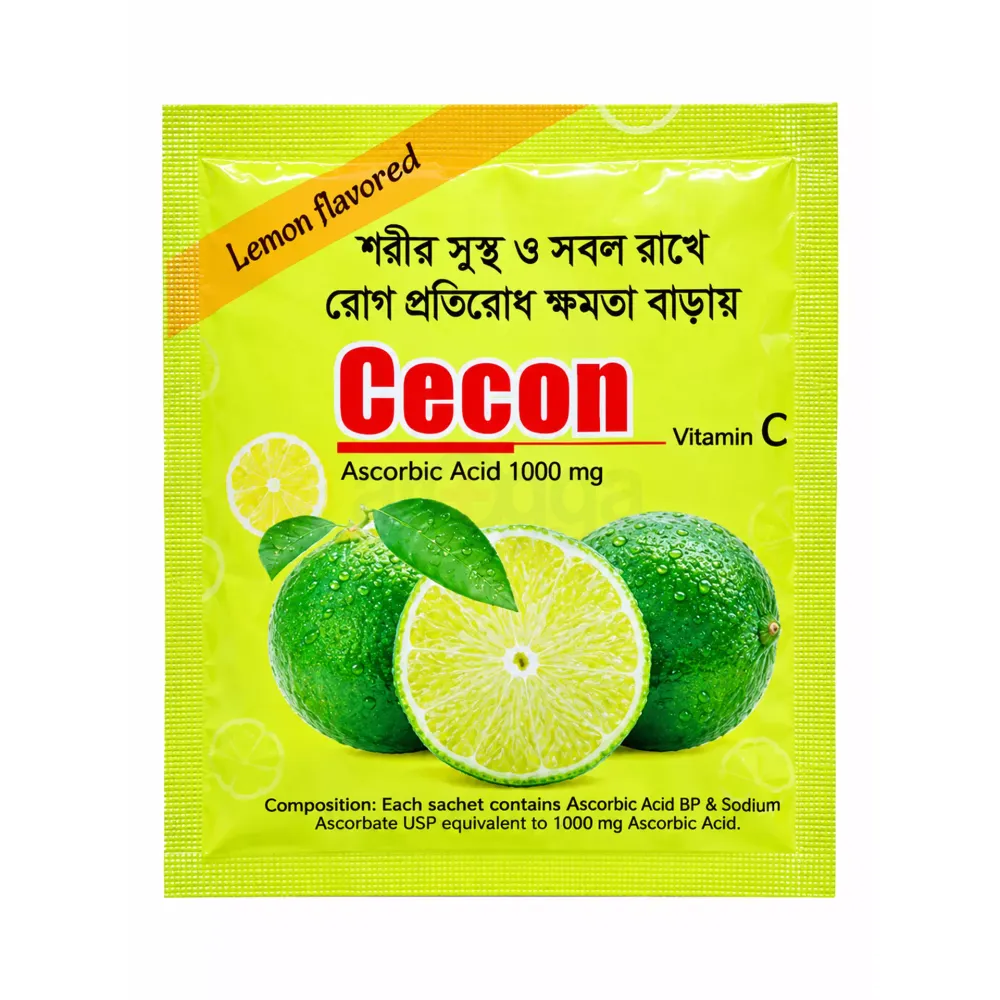 Lemon flavored
শরীর সুস্থ ও সবল রাখে
রোগ প্রতিরোধ ক্ষমতা বাড়ায়
Cecon
Vitamin C
Ascorbic Acid 1000 mg
Composition: Each sachet contains Ascorbic Acid BP & Sodium
Ascorbate USP equivalent to 1000 mg Ascorbic Acid.